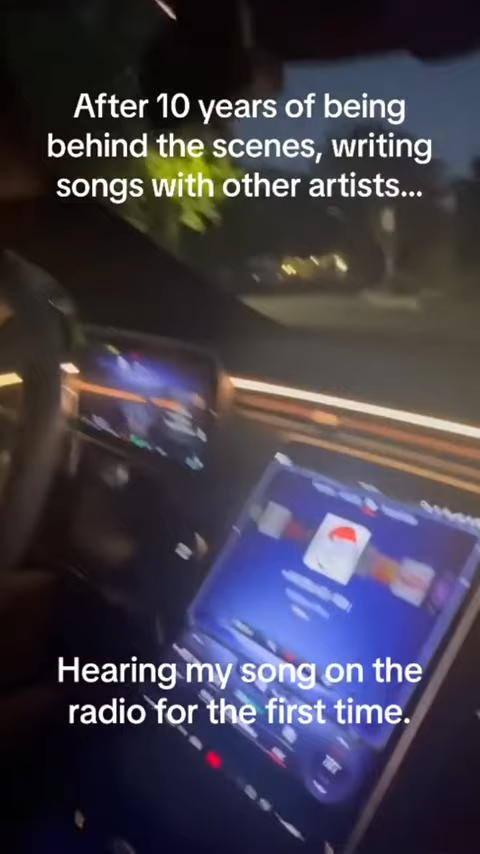 After 10 years of being
behind the scenes, writing
songs with other artists...
Hearing my song on the
radio for the first time.